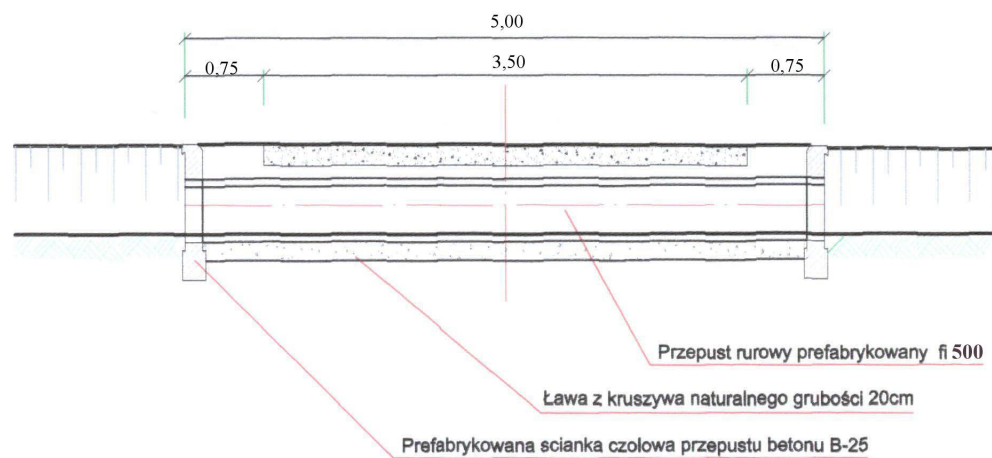 5,00
0,75 3,50 0,75
Przepust rurowy prefabrykowany fi 500
Ława z kruszywa naturalnego grubości 20cm
Prefabrykowana scianka czołowa przepustu betonu B-25